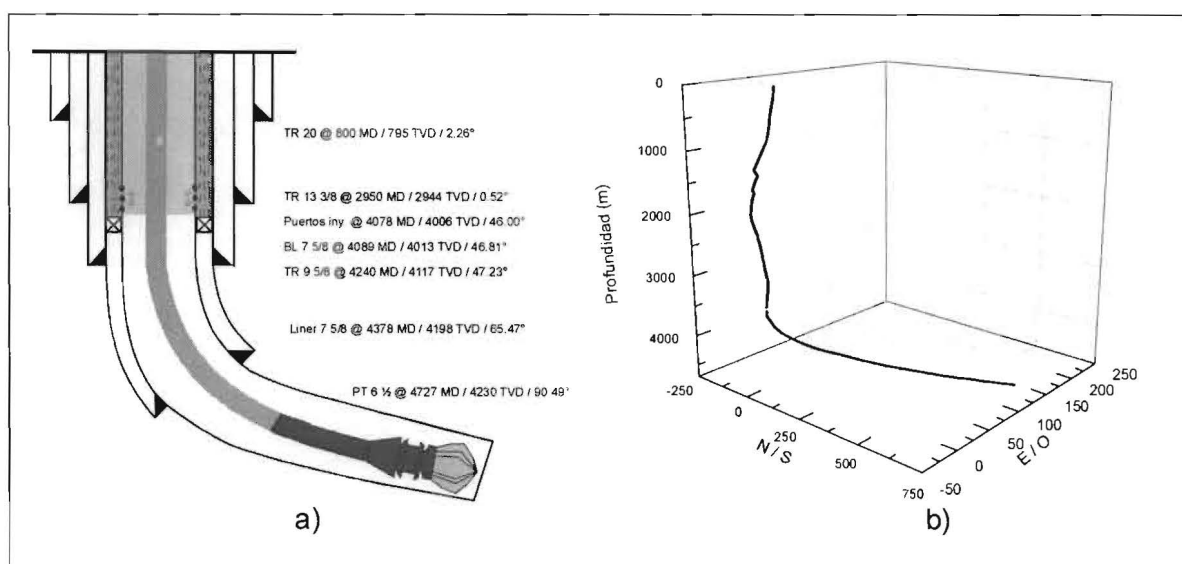 TR 20 @ 800 MD / 795 TVD / 2.26°
TR 13 3/8 @ 2950 MD / 2944 TVD / 0.52°
Puertos iny @ 4078 MD / 4006 TVD / 46.00°
BL 7 5/8 @ 4089 MD / 4013 TVD / 46.81°
TR 9 5/8 @ 4240 MD / 4117 TVD / 47.23°
Liner 7 5/8 @ 4378 MD / 4198 TVD / 65.47°
PT 6 ½ @ 4727 MD / 4230 TVD / 90.49°
a)
Profundidad (m)
0
1000
2000
3000
4000
-250
0
250
500
750
N / S
-50
0
50
100
150
200
250
E / O
b)